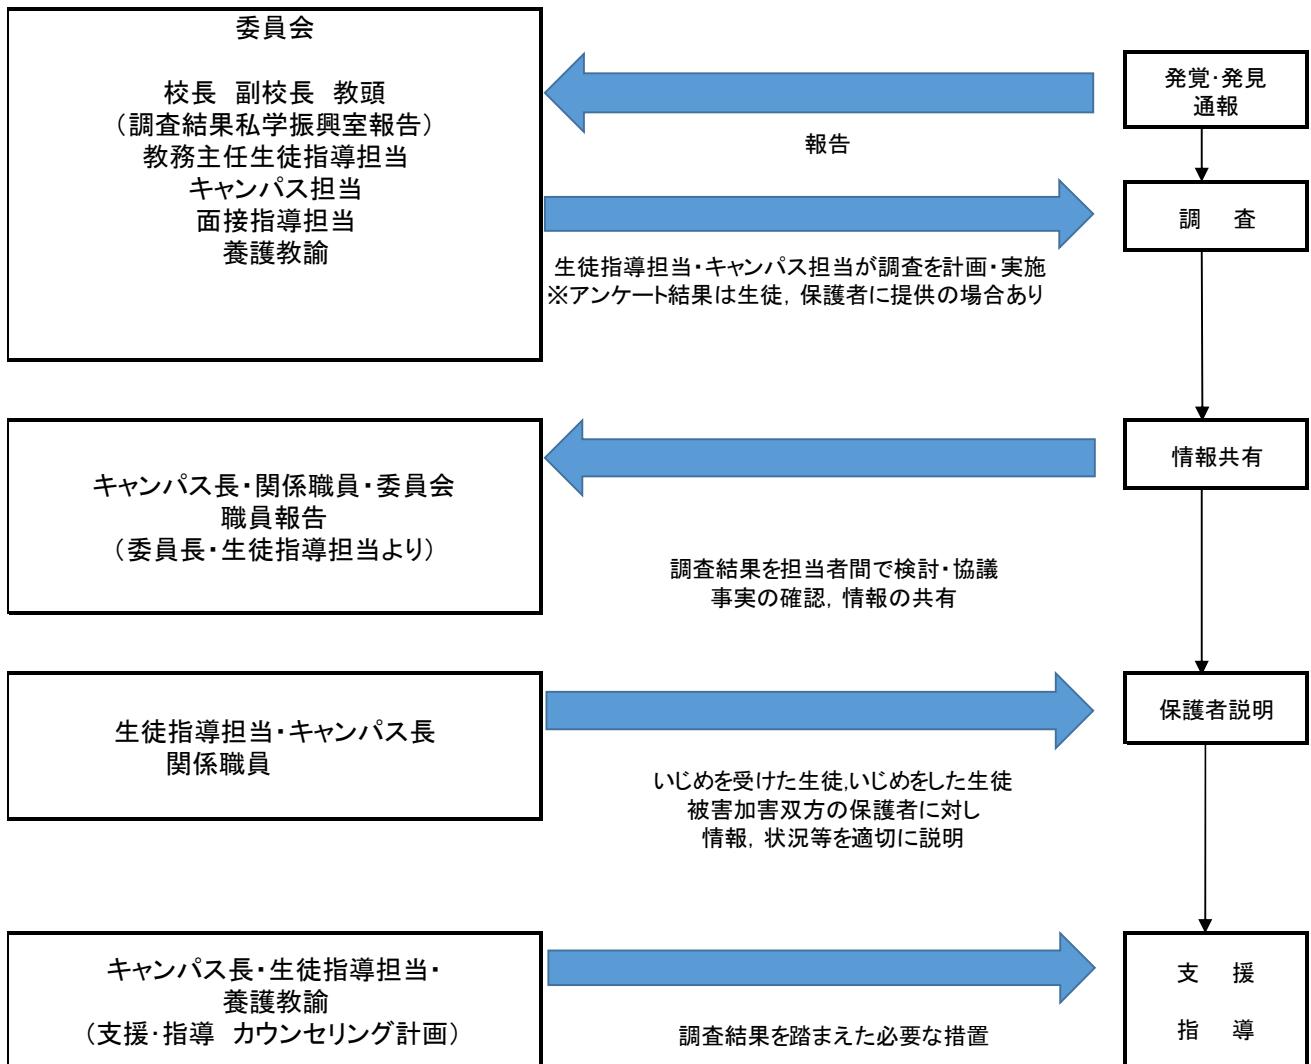 委員会
校長 副校長 教頭
（調査結果私学振興室報告）
教務主任生徒指導担当
キャンパス担当
面接指導担当
養護教諭
報告
発覚・発見
通報
生徒指導担当・キャンパス担当が調査を計画・実施
※アンケート結果は生徒，保護者に提供の場合あり
調　査
キャンパス長・関係職員・委員会
職員報告
（委員長・生徒指導担当より）
調査結果を担当者間で検討・協議
事実の確認，情報の共有
情報共有
生徒指導担当・キャンパス長
関係職員
いじめを受けた生徒,いじめをした生徒
被害加害双方の保護者に対し
情報，状況等を適切に説明
保護者説明
キャンパス長・生徒指導担当・
養護教諭
（支援・指導　カウンセリング計画）
調査結果を踏まえた必要な措置
支　援
指　導